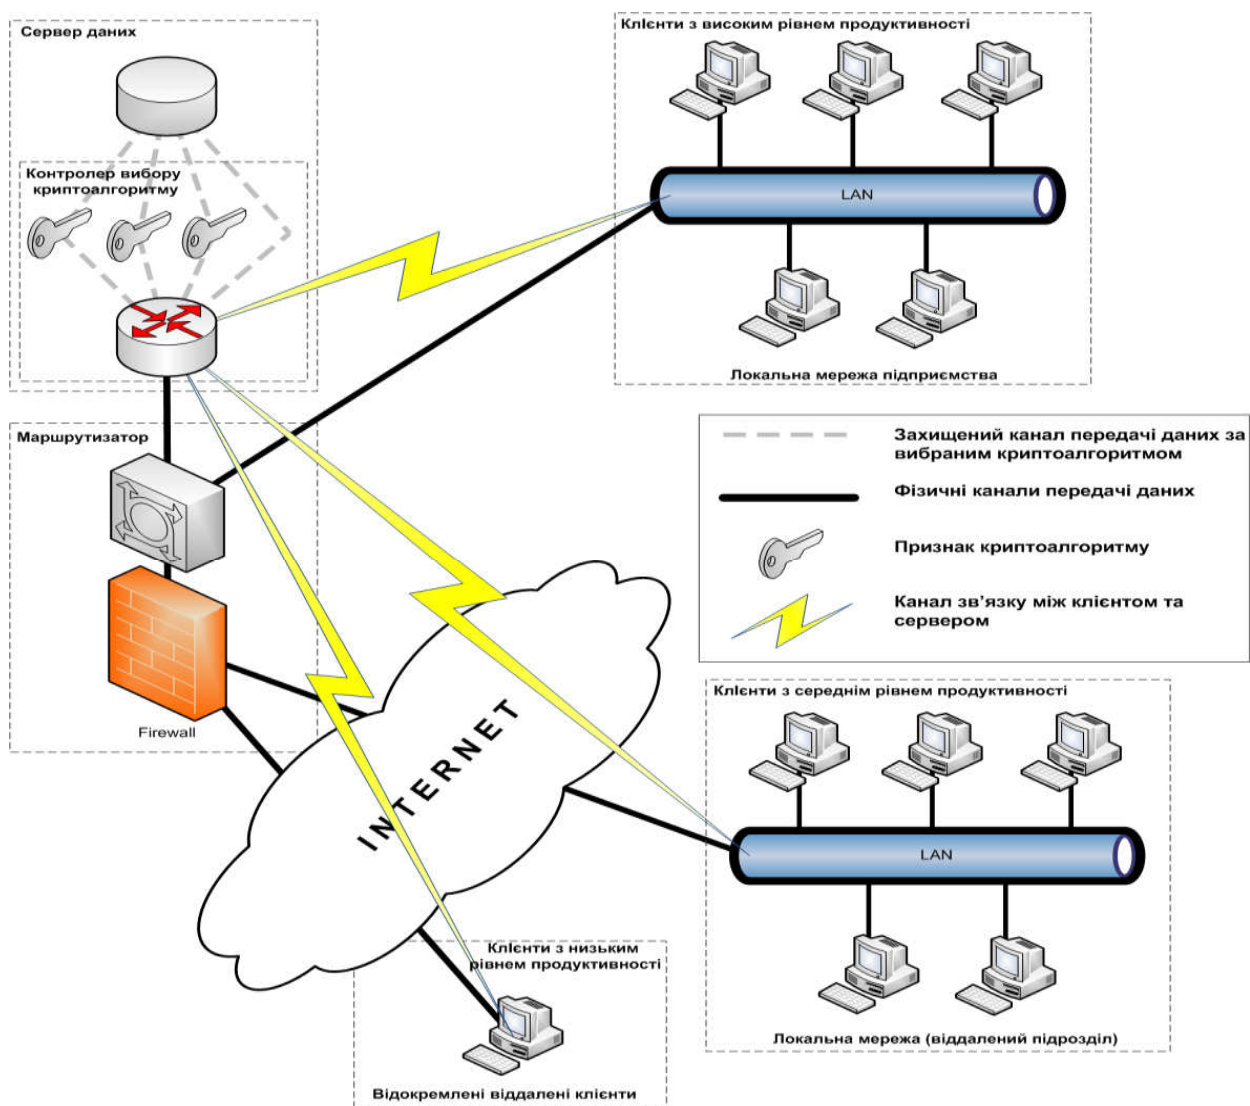 Сервер даних
Контролер вибору
криптоалгоритму
Клієнти з високим рівнем продуктивності
LAN
Локальна мережа підприємства
Маршрутизатор
Firewall
Захищений канал передачі даних за
вибраним криптоалгоритмом
Фізичні канали передачі даних
Признак криптоалгоритму
Канал зв’язку між клієнтом та
сервером
INTERNET
Клієнти з середнім рівнем продуктивності
LAN
Локальна мережа (віддалений підрозділ)
Клієнти з низьким
рівнем продуктивності
Відокремлені віддалені клієнти